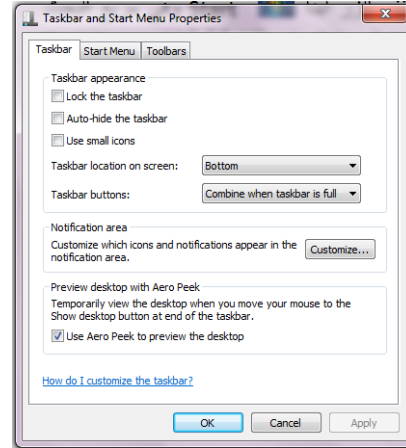 Taskbar and Start Menu Properties
Taskbar Start Menu Toolbars
Taskbar appearance
Lock the taskbar
Auto-hide the taskbar
Use small icons
Taskbar location on screen: Bottom
Taskbar buttons: Combine when taskbar is full
Notification area
Customize which icons and notifications appear in the
notification area.
Customize...
Preview desktop with Aero Peek
Temporarily view the desktop when you move your mouse to the
Show desktop button at end of the taskbar.
Use Aero Peek to preview the desktop
How do I customize the taskbar?
OK Cancel Apply